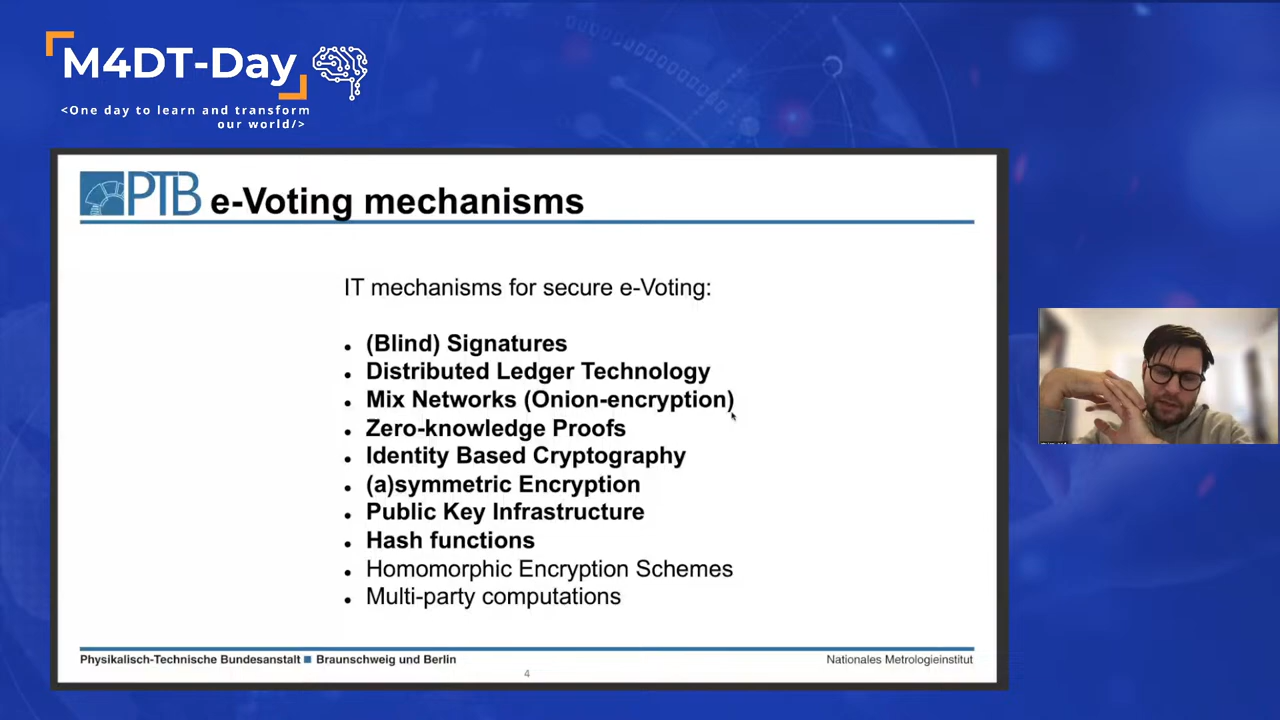 M4DT-Day
<One day to learn and transform
our world/>
PTB e-Voting mechanisms
IT mechanisms for secure e-Voting:
• (Blind) Signatures
• Distributed Ledger Technology
• Mix Networks (Onion-encryption)
• Zero-knowledge Proofs
• Identity Based Cryptography
• (a)symmetric Encryption
• Public Key Infrastructure
• Hash functions
• Homomorphic Encryption Schemes
• Multi-party computations
Physikalisch-Technische Bundesanstalt ■ Braunschweig und Berlin
Nationales Metrologieinstitut
4